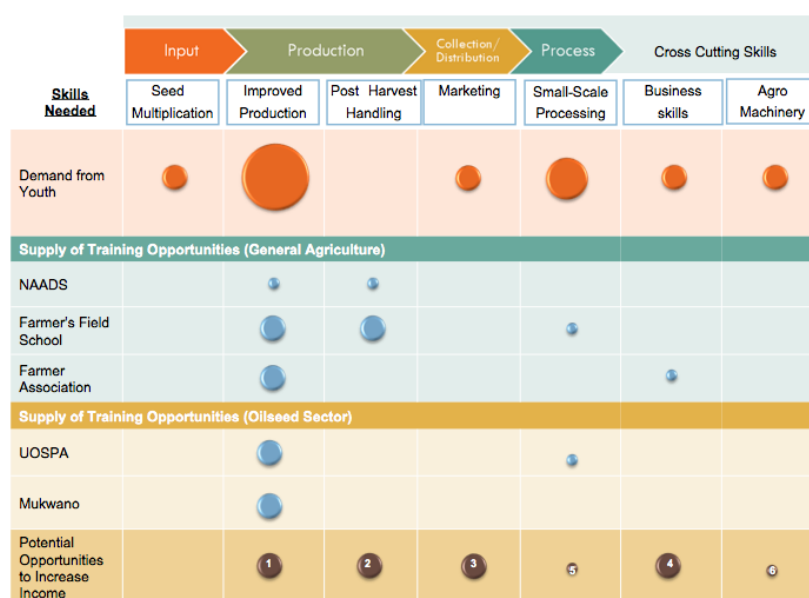 Input
Production
Collection/
Distribution
Process
Cross Cutting Skills
Skills
Needed
Seed
Multiplication
Improved
Production
Post Harvest
Handling
Marketing
Small-Scale
Processing
Business
skills
Agro
Machinery
Demand from
Youth
Supply of Training Opportunities (General Agriculture)
NAADS
Farmer's Field
School
Farmer
Association
Supply of Training Opportunities (Oilseed Sector)
UOSPA
Mukwano
Potential
Opportunities
to Increase
Income
1
2
3
5
4
6